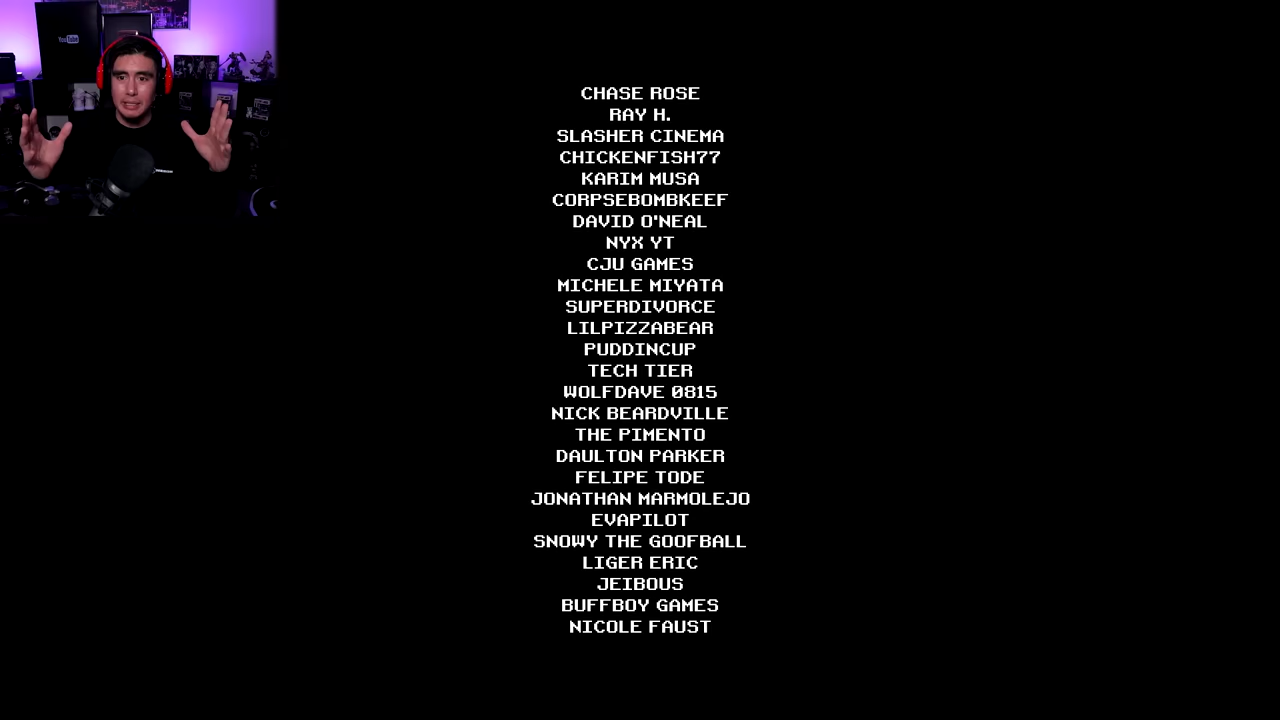 YouTube
CHASE ROSE
RAY H.
SLASHER CINEMA
CHICKENFISH77
KARIM MUSA
CORPSEBOMBKEEF
DAVID O'NEAL
NYX YT
CJU GAMES
MICHELE MIYATA
SUPERDIVORCE
LILPIZZABEAR
PUDDINCUP
TECH TIER
WOLFDAVE 0815
NICK BEARDVILLE
THE PIMENTO
DAULTON PARKER
FELIPE TODE
JONATHAN MARMOLEJO
EVAPILOT
SNOWY THE GOOFBALL
LIGER ERIC
JEIBOUS
BUFFBOY GAMES
NICOLE FAUST